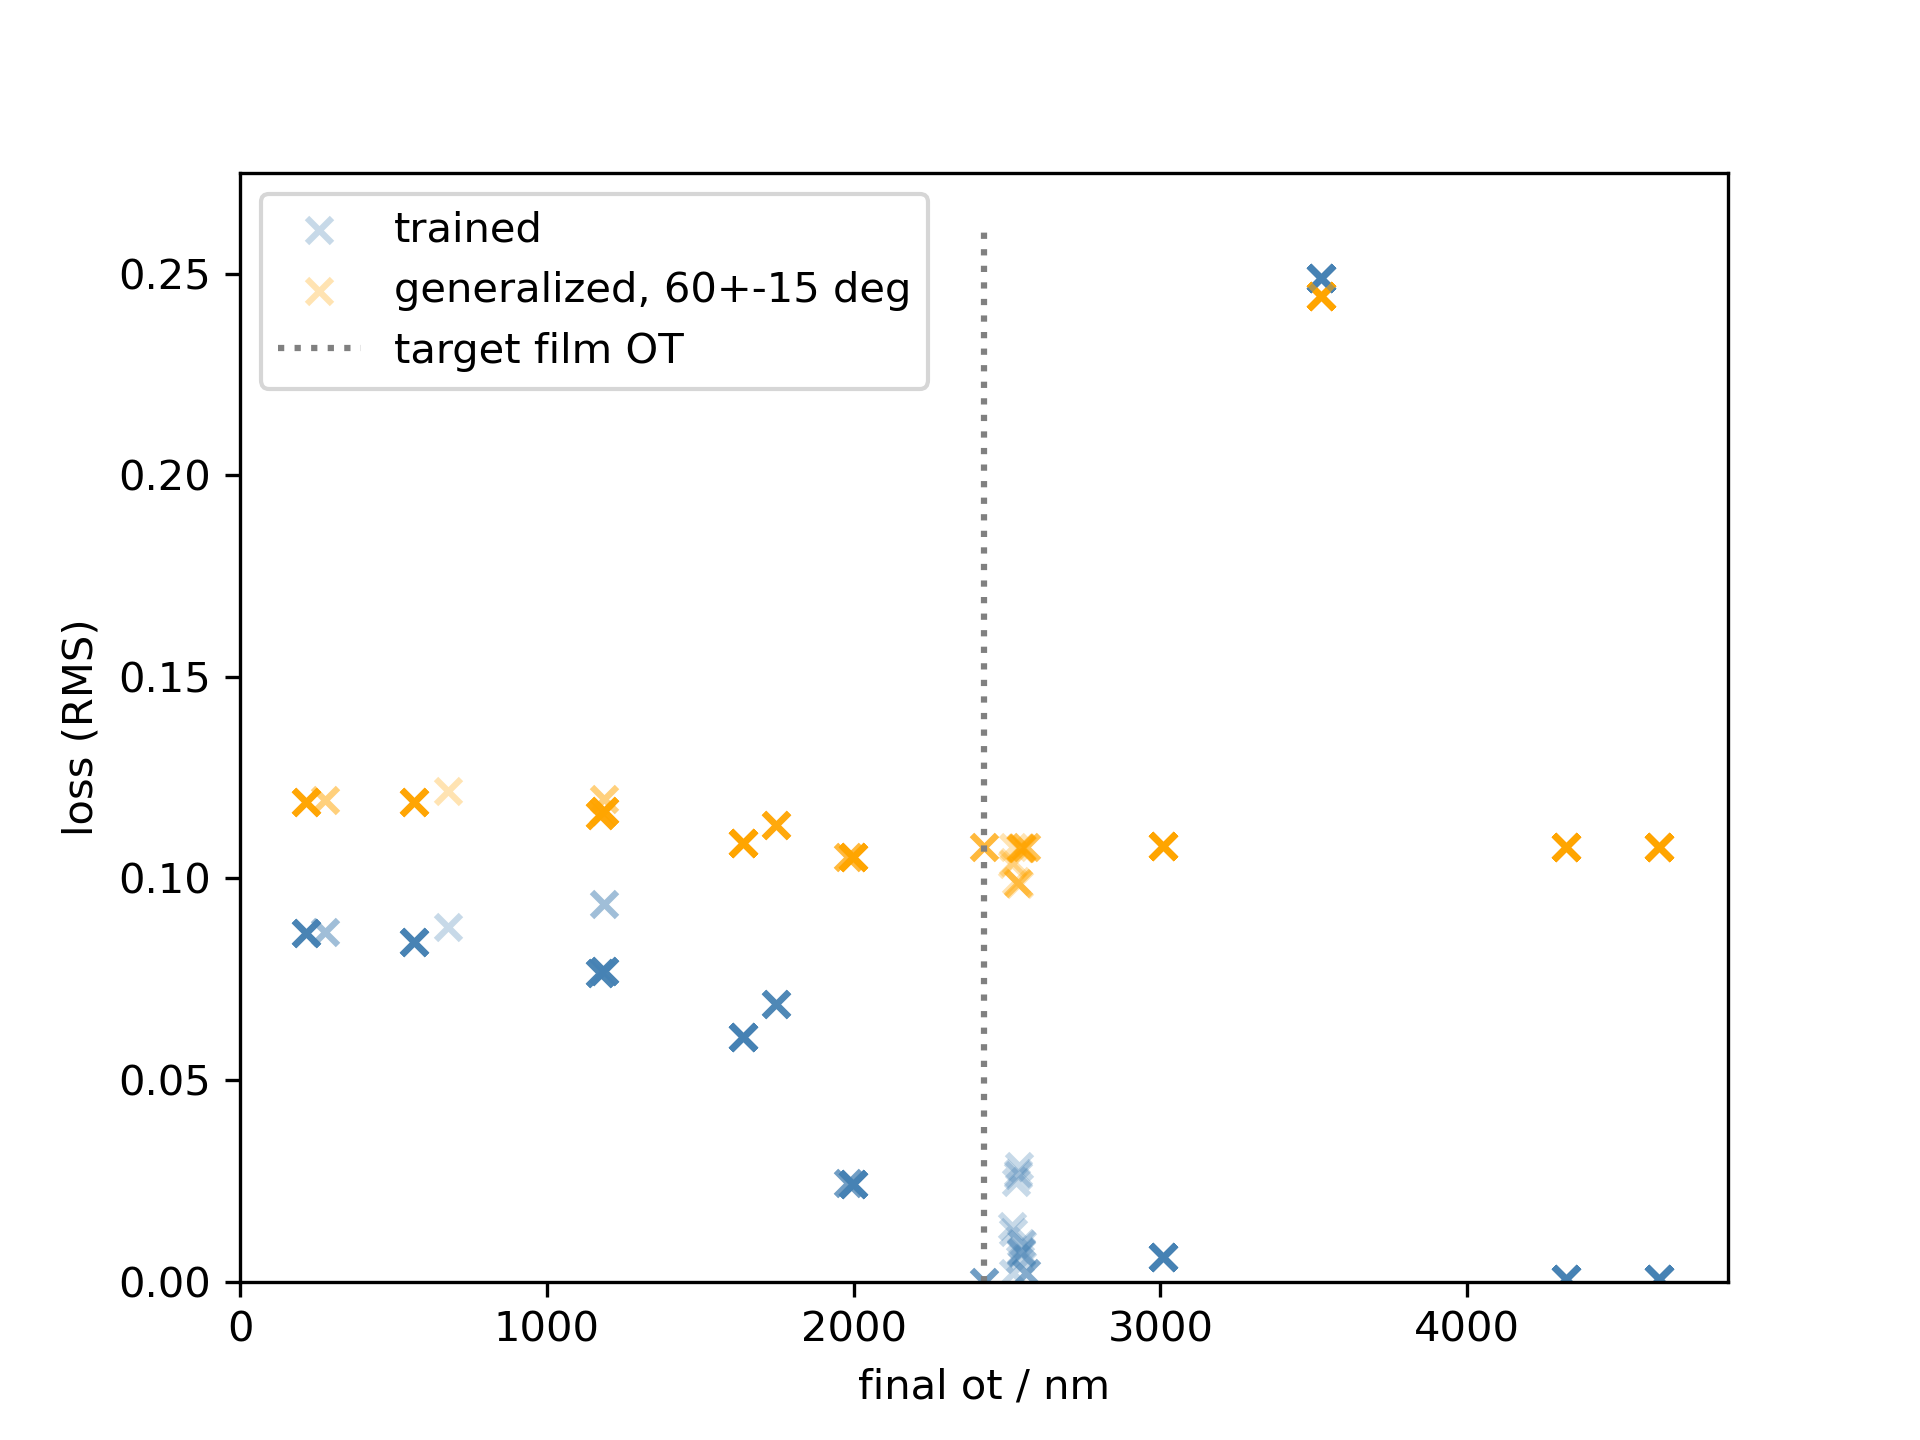 trained
generalized, 60+-15 deg
target film OT
0.25
0.20
0.15
0.10
0.05
0.00
loss (RMS)
0 1000 2000 3000 4000
final ot / nm